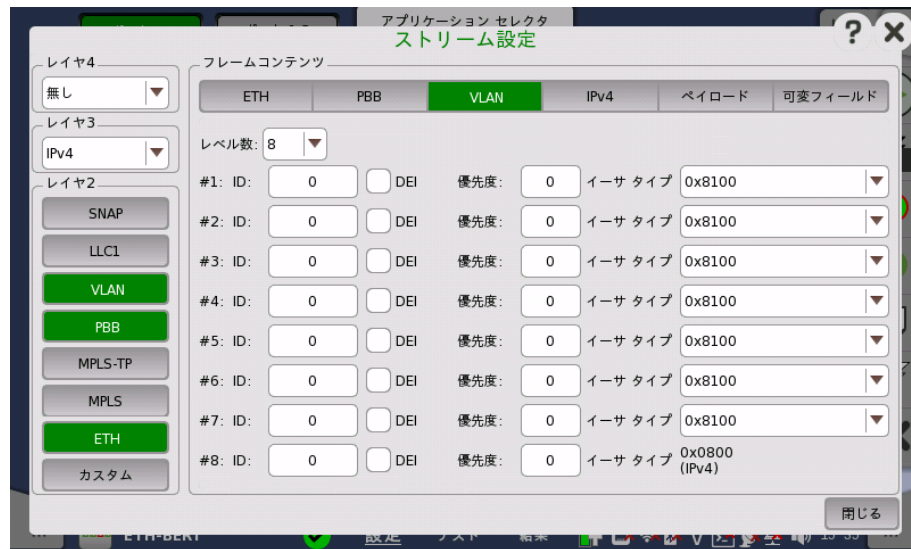 アプリケーション セレクタ
ストリーム設定
? ×
レイヤ4
無し
レイヤ3
IPv4
レイヤ2
SNAP
LLC1
VLAN
PBB
MPLS-TP
MPLS
ETH
カスタム
フレームコンテンツ
ETH PBB VLAN IPv4 ペイロード 可変フィールド
レベル数: 8
#1: ID: 0 DEI 優先度: 0 イーサ タイプ 0x8100
#2: ID: 0 DEI 優先度: 0 イーサ タイプ 0x8100
#3: ID: 0 DEI 優先度: 0 イーサ タイプ 0x8100
#4: ID: 0 DEI 優先度: 0 イーサ タイプ 0x8100
#5: ID: 0 DEI 優先度: 0 イーサ タイプ 0x8100
#6: ID: 0 DEI 優先度: 0 イーサ タイプ 0x8100
#7: ID: 0 DEI 優先度: 0 イーサ タイプ 0x8100
#8: ID: 0 DEI 優先度: 0 イーサ タイプ 0x0800
(IPv4)
閉じる
ETH-BERT 設定 テスト 結果